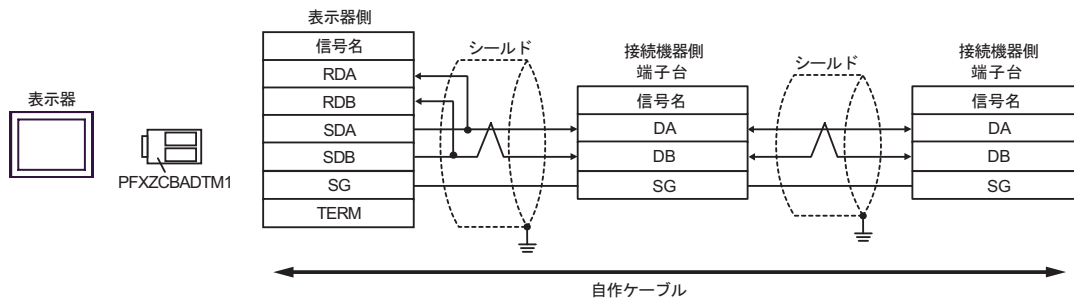 表示器
PFXZCBADTM1
表示器側
信号名
RDA
RDB
SDA
SDB
SG
TERM
シールド
接続機器側
端子台
信号名
DA
DB
SG
シールド
接続機器側
端子台
信号名
DA
DB
SG
自作ケーブル